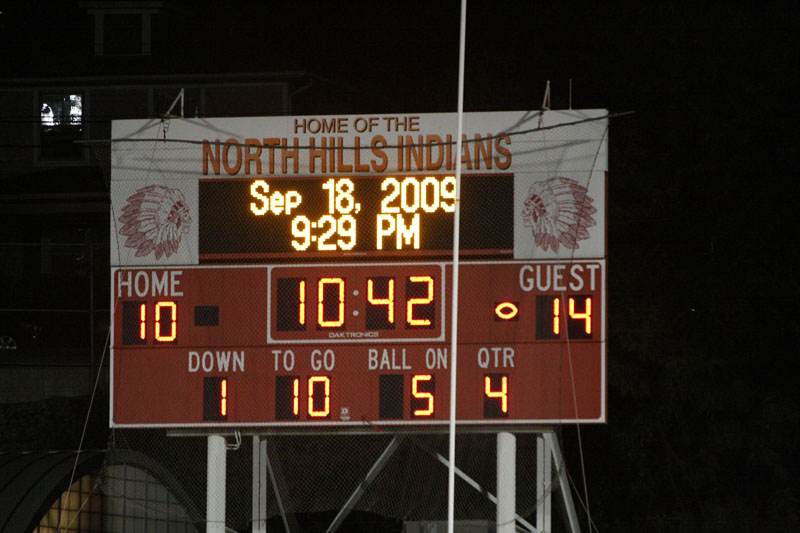 HOME OF THE
NORTH HILLS INDIANS
Sep 18, 2009
9:29 PM
HOME GUEST
10 10:42 14
DAKTRONICS
DOWN TO GO BALL ON QTR
1 10 5 4